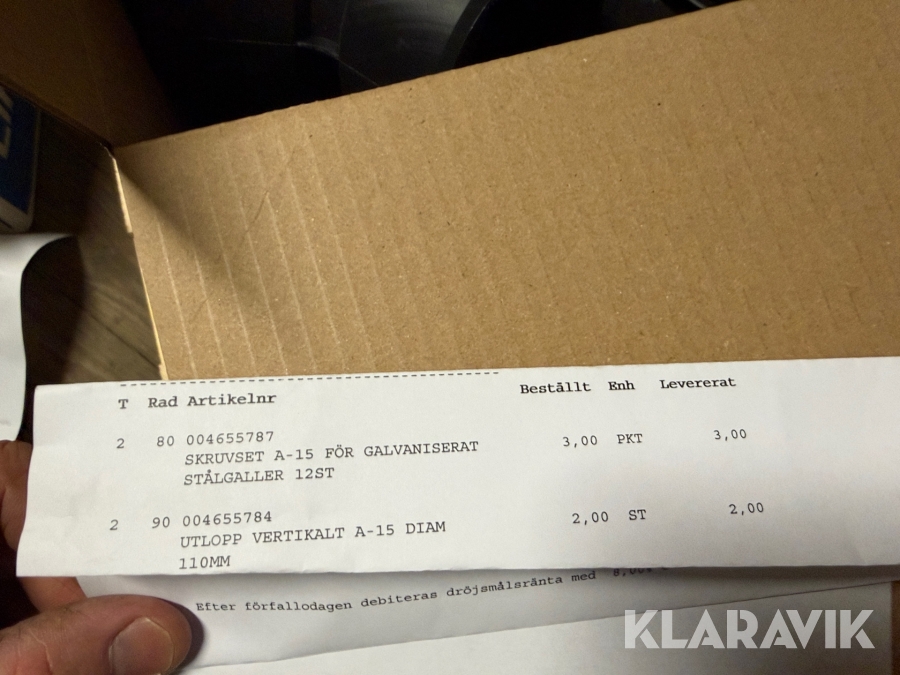 T Rad Artikelnr Beställt Enh Levererat
2 80 004655787 3,00 PKT 3,00
SKRUVSET A-15 FÖR GALVANISERAT
STÅLGALLER 12ST
2 90 004655784 2,00 ST 2,00
UTLOPP VERTIKALT A-15 DIAM
110MM
Efter förfallodagen debiteras dröjsmålsränta med
KLARAVIK